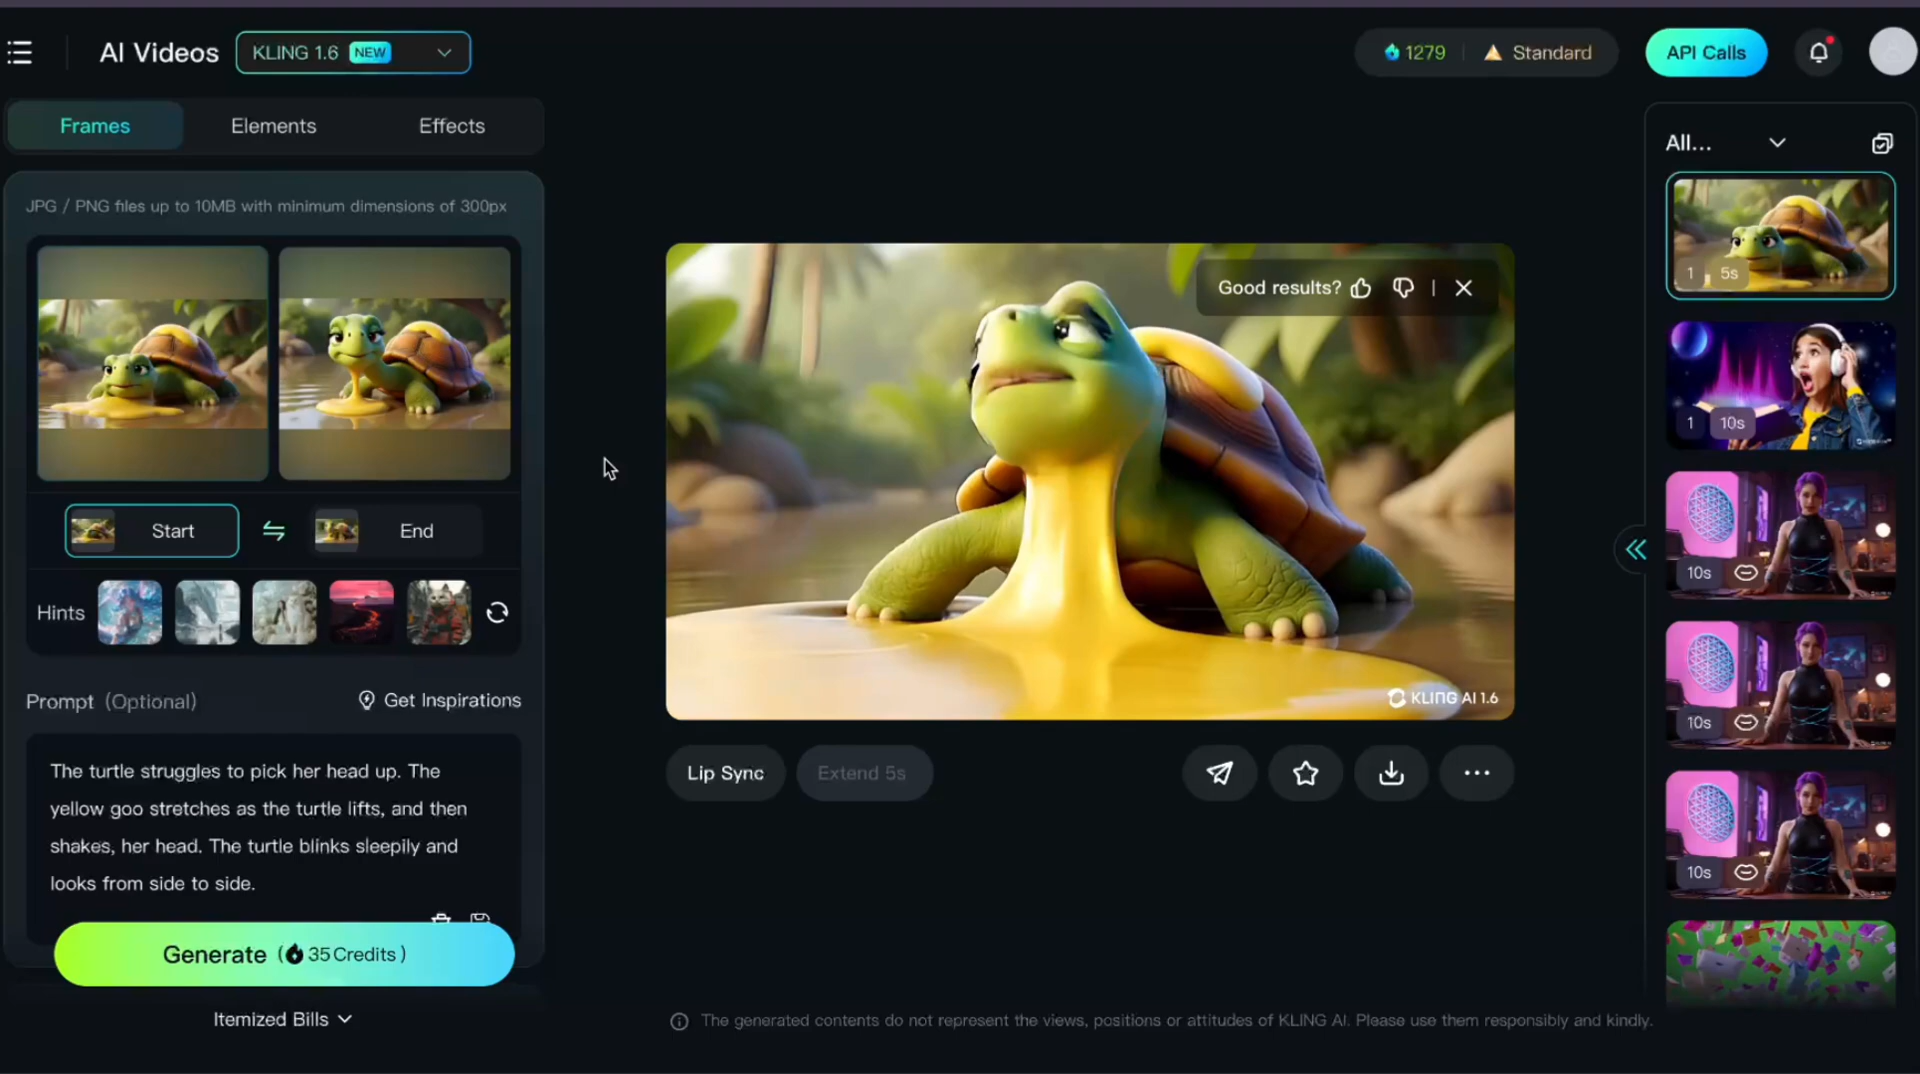 AI Videos
KLING 1.6 NEW
1279
Standard
API Calls
Frames
Elements
Effects
JPG / PNG files up to 10MB with minimum dimensions of 300px
Start
End
Hints
Prompt (Optional)
Get Inspirations
The turtle struggles to pick her head up. The
yellow goo stretches as the turtle lifts, and then
shakes, her head. The turtle blinks sleepily and
looks from side to side.
Generate ( 35 Credits )
Itemized Bills
Good results?
KLING AI 1.6
Lip Sync
Extend 5s
The generated contents do not represent the views, positions or attitudes of KLING AI. Please use them responsibly and kindly.
All...
1 5s
1 10s
10s
10s
10s